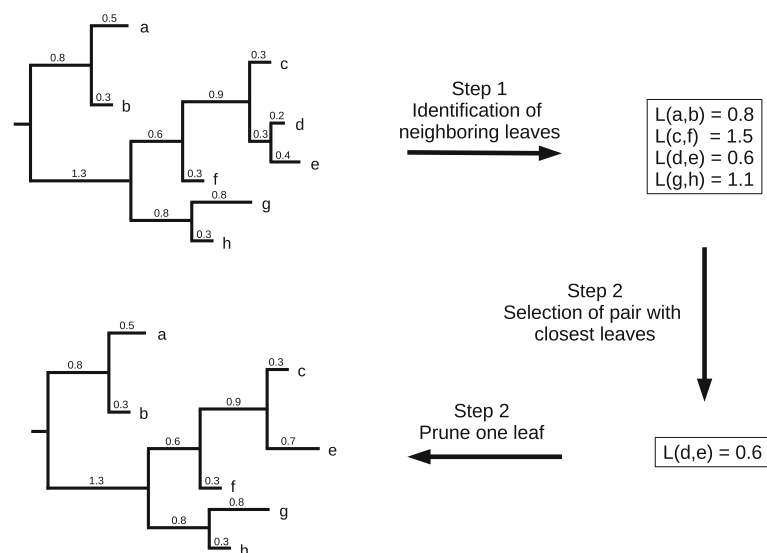 0.5
a
0.8
0.3
b
0.3
c
0.9
0.2
d
0.3
0.4
e
0.6
0.3
f
1.3
0.8
g
0.8
0.3
h
Step 1
Identification of
neighboring leaves
L(a,b) = 0.8
L(c,f) = 1.5
L(d,e) = 0.6
L(g,h) = 1.1
Step 2
Selection of pair with
closest leaves
L(d,e) = 0.6
Step 2
Prune one leaf
0.5
a
0.8
0.3
b
0.3
c
0.9
0.7
e
0.6
0.3
f
1.3
0.8
g
0.8
0.3
h